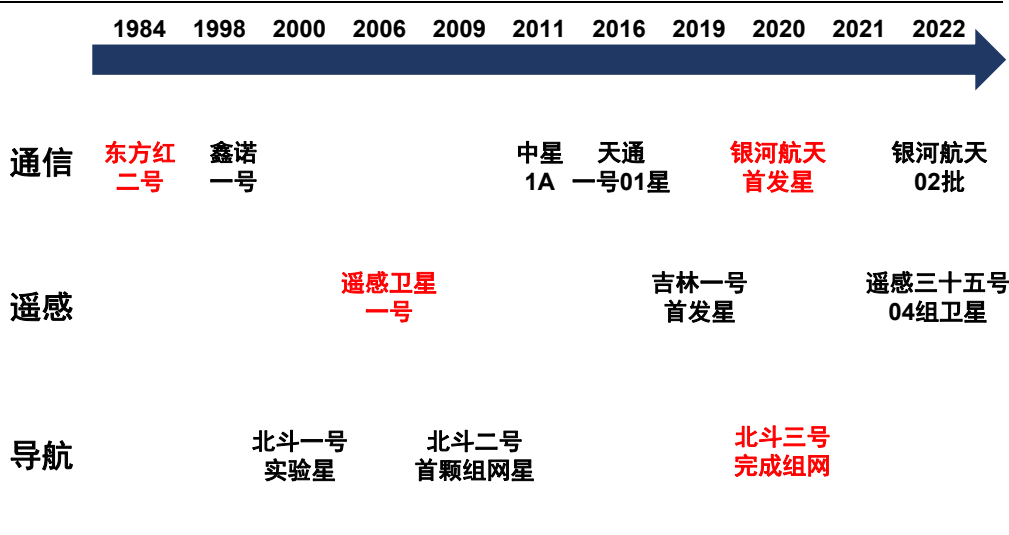 1984 1998 2000 2006 2009 2011 2016 2019 2020 2021 2022
通信
东方红
二号
鑫诺
一号
中星
1A
天通
一号01星
银河航天
首发星
银河航天
02批
遥感
遥感卫星
一号
吉林一号
首发星
遥感三十五号
04组卫星
导航
北斗一号
实验星
北斗二号
首颗组网星
北斗三号
完成组网